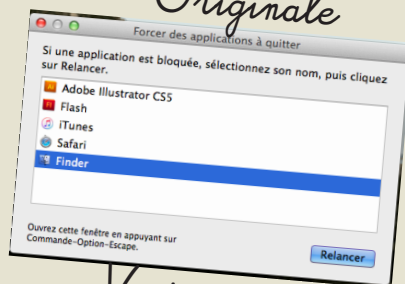 Originale
Forcer des applications à quitter
Si une application est bloquée, sélectionnez son nom, puis cliquez
sur Relancer.
Adobe Illustrator CS5
Flash
iTunes
Safari
Finder
Ouvrez cette fenêtre en appuyant sur
Commande-Option-Escape.
Relancer